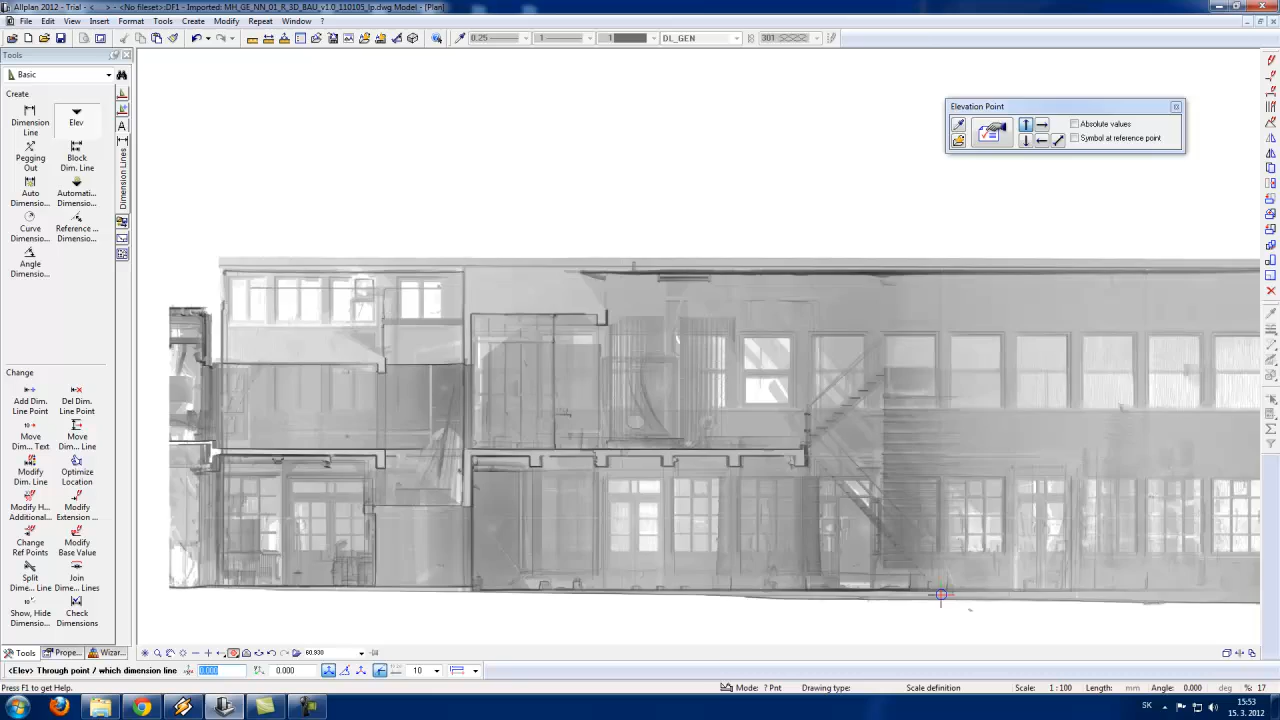 Allplan 2012 - Trial - < > - <No fileset>:DF1 - Imported: MH_GE_NN_01_R_3D_BAU_v1.0_110105_lp.dwg Model - [Plan]
File Edit View Insert Format Tools Create Modify Repeat Window ?
0.25 1 1 DL_GEN 301
Tools
Basic
Create
Dimension Line
Elev
Pegging Out
Block Dim. Line
Auto Dimensio...
Automati... Dimensio...
Curve Dimensio...
Reference ... Dimensio...
Angle Dimensio...
Dimension Lines
Elevation Point
Absolute values
Symbol at reference point
Change
Add Dim. Line Point
Del Dim. Line Point
Move Dim... Text
Move Dim. Line
Modify Dim. Line
Optimize Location
Modify H... Additional...
Modify Extension ...
Change Ref Points
Modify Base Value
Split Dime... Line
Join Dim... Lines
Show, Hide Dimensio...
Check Dimensions
Tools Prope... Wizar...
60.930
<Elev> Through point / which dimension line 0.000 0.000 10
Press F1 to get Help.
Mode: ? Pnt Drawing type: Scale definition Scale: 1 : 100 Length: mm Angle: 0.000 deg %: 17
SK 15:53
15. 3. 2012